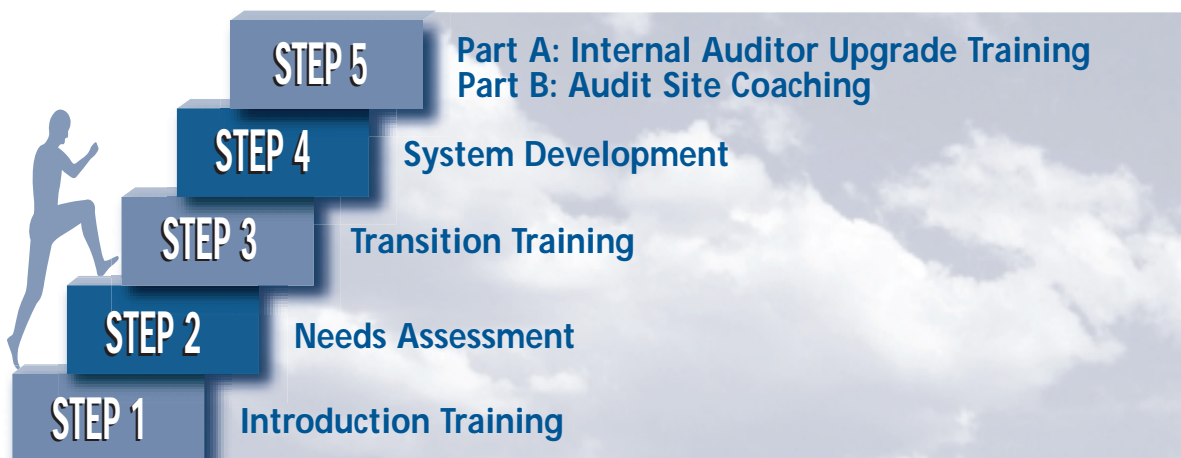 STEP 5
Part A: Internal Auditor Upgrade Training
Part B: Audit Site Coaching
STEP 4
System Development
STEP 3
Transition Training
STEP 2
Needs Assessment
STEP 1
Introduction Training